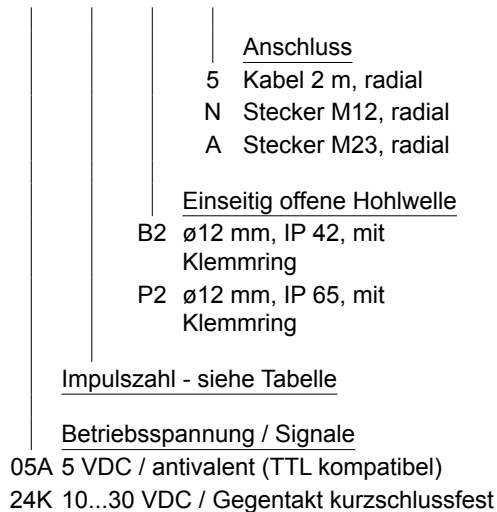 Anschluss
5 Kabel 2 m, radial
N Stecker M12, radial
A Stecker M23, radial
Einseitig offene Hohlwelle
B2 ø12 mm, IP 42, mit
Klemmring
P2 ø12 mm, IP 65, mit
Klemmring
Impulszahl - siehe Tabelle
Betriebsspannung / Signale
05A 5 VDC / antivalent (TTL kompatibel)
24K 10...30 VDC / Gegentakt kurzschlussfest